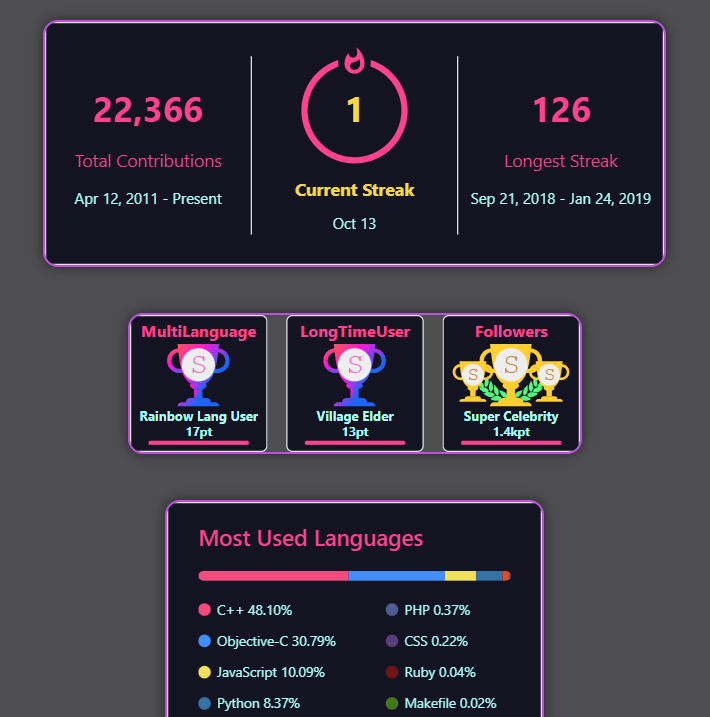 22,366
Total Contributions
Apr 12, 2011 - Present
1
Current Streak
Oct 13
126
Longest Streak
Sep 21, 2018 - Jan 24, 2019
MultiLanguage
S
Rainbow Lang User
17pt
LongTimeUser
S
Village Elder
13pt
Followers
S S S
Super Celebrity
1.4kpt
Most Used Languages
C++ 48.10%
Objective-C 30.79%
JavaScript 10.09%
Python 8.37%
PHP 0.37%
CSS 0.22%
Ruby 0.04%
Makefile 0.02%